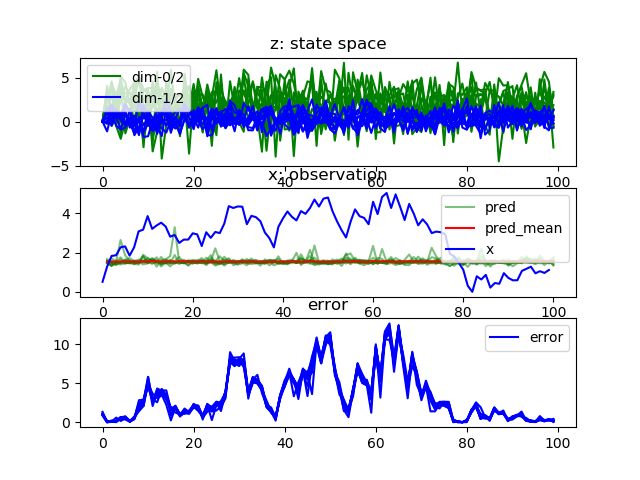 z: state space
5
0
−5
dim-0/2
dim-1/2
0 20 40 60 80 100
x: observation
4
2
0
pred
pred_mean
x
0 20 40 60 80 100
error
10
5
0
error
0 20 40 60 80 100